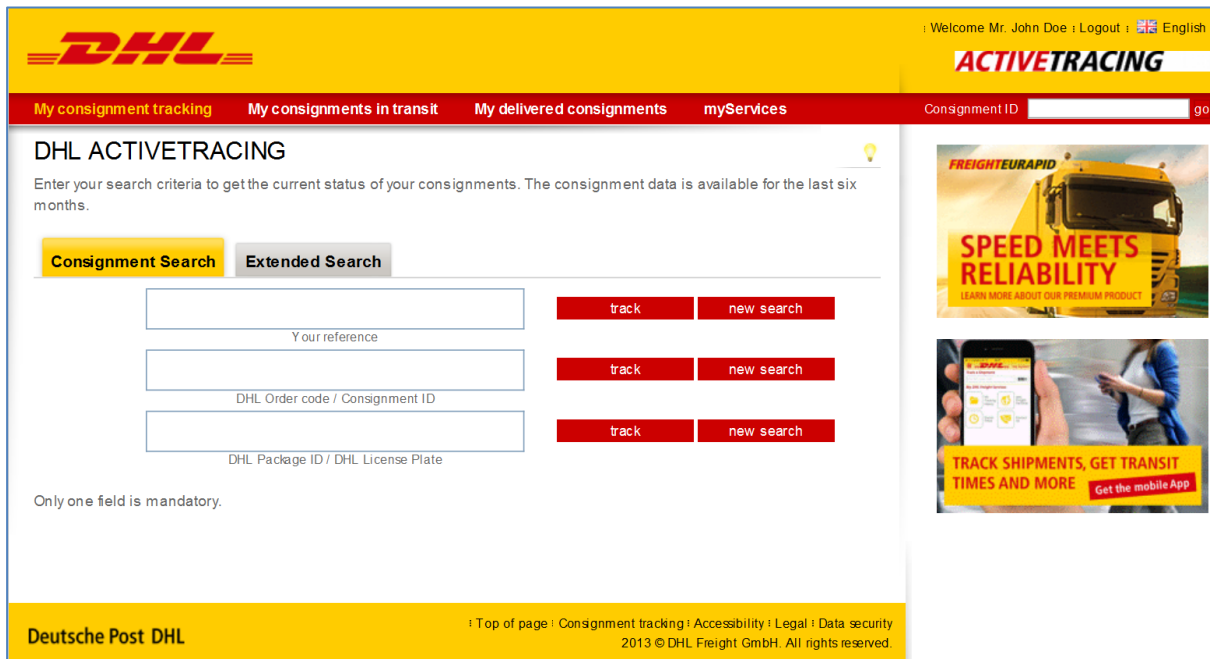 DHL
: Welcome Mr. John Doe : Logout : English
ACTIVETRACING
My consignment tracking My consignments in transit My delivered consignments myServices Consignment ID go
DHL ACTIVETRACING
Enter your search criteria to get the current status of your consignments. The consignment data is available for the last six
months.
Consignment Search Extended Search
track new search
Your reference
track new search
DHL Order code / Consignment ID
track new search
DHL Package ID / DHL License Plate
Only one field is mandatory.
FREIGHTEURAPID
SPEED MEETS
RELIABILITY
LEARN MORE ABOUT OUR PREMIUM PRODUCT
DHL
TRACK SHIPMENTS, GET TRANSIT
TIMES AND MORE Get the mobile App
Deutsche Post DHL
: Top of page : Consignment tracking : Accessibility : Legal : Data security
2013 © DHL Freight GmbH. All rights reserved.